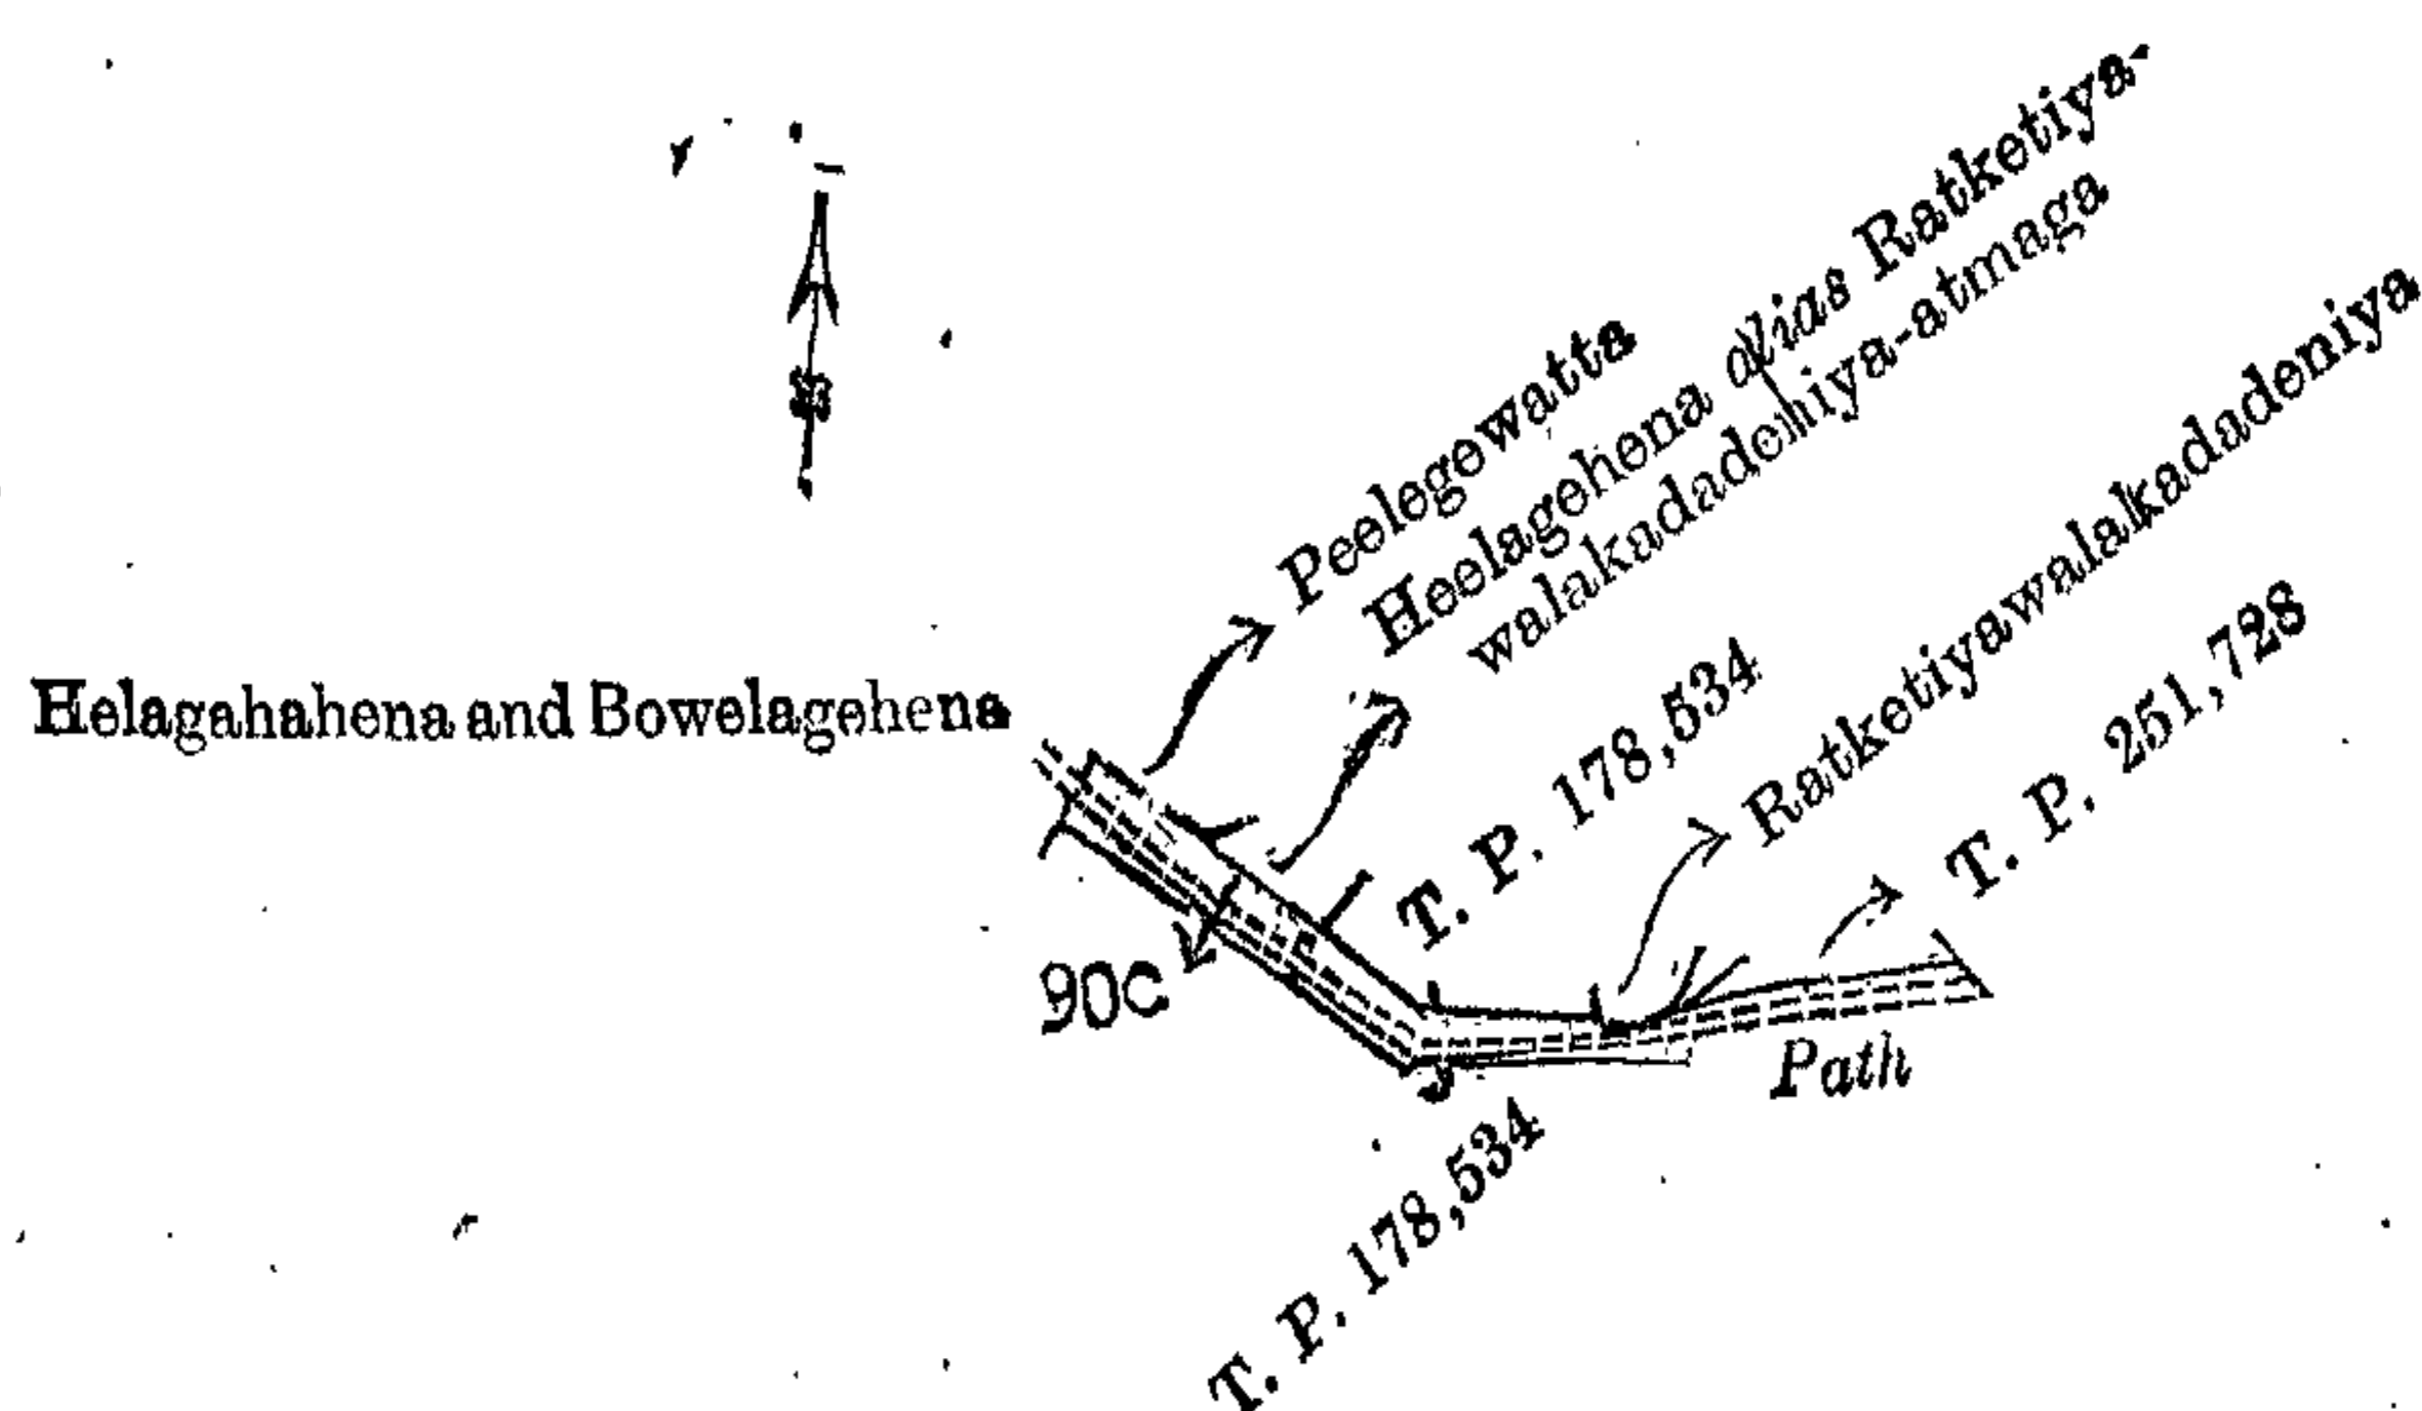 Peelegewatta
Heelagehena alias Ratketiya-
walakadadeniya-atmaga
Helagahahena and Bowelagehena
T. P. 178,534
Ratketiyawalakadadeniya
T. P. 251,728
90c
Path
T. P. 178,534